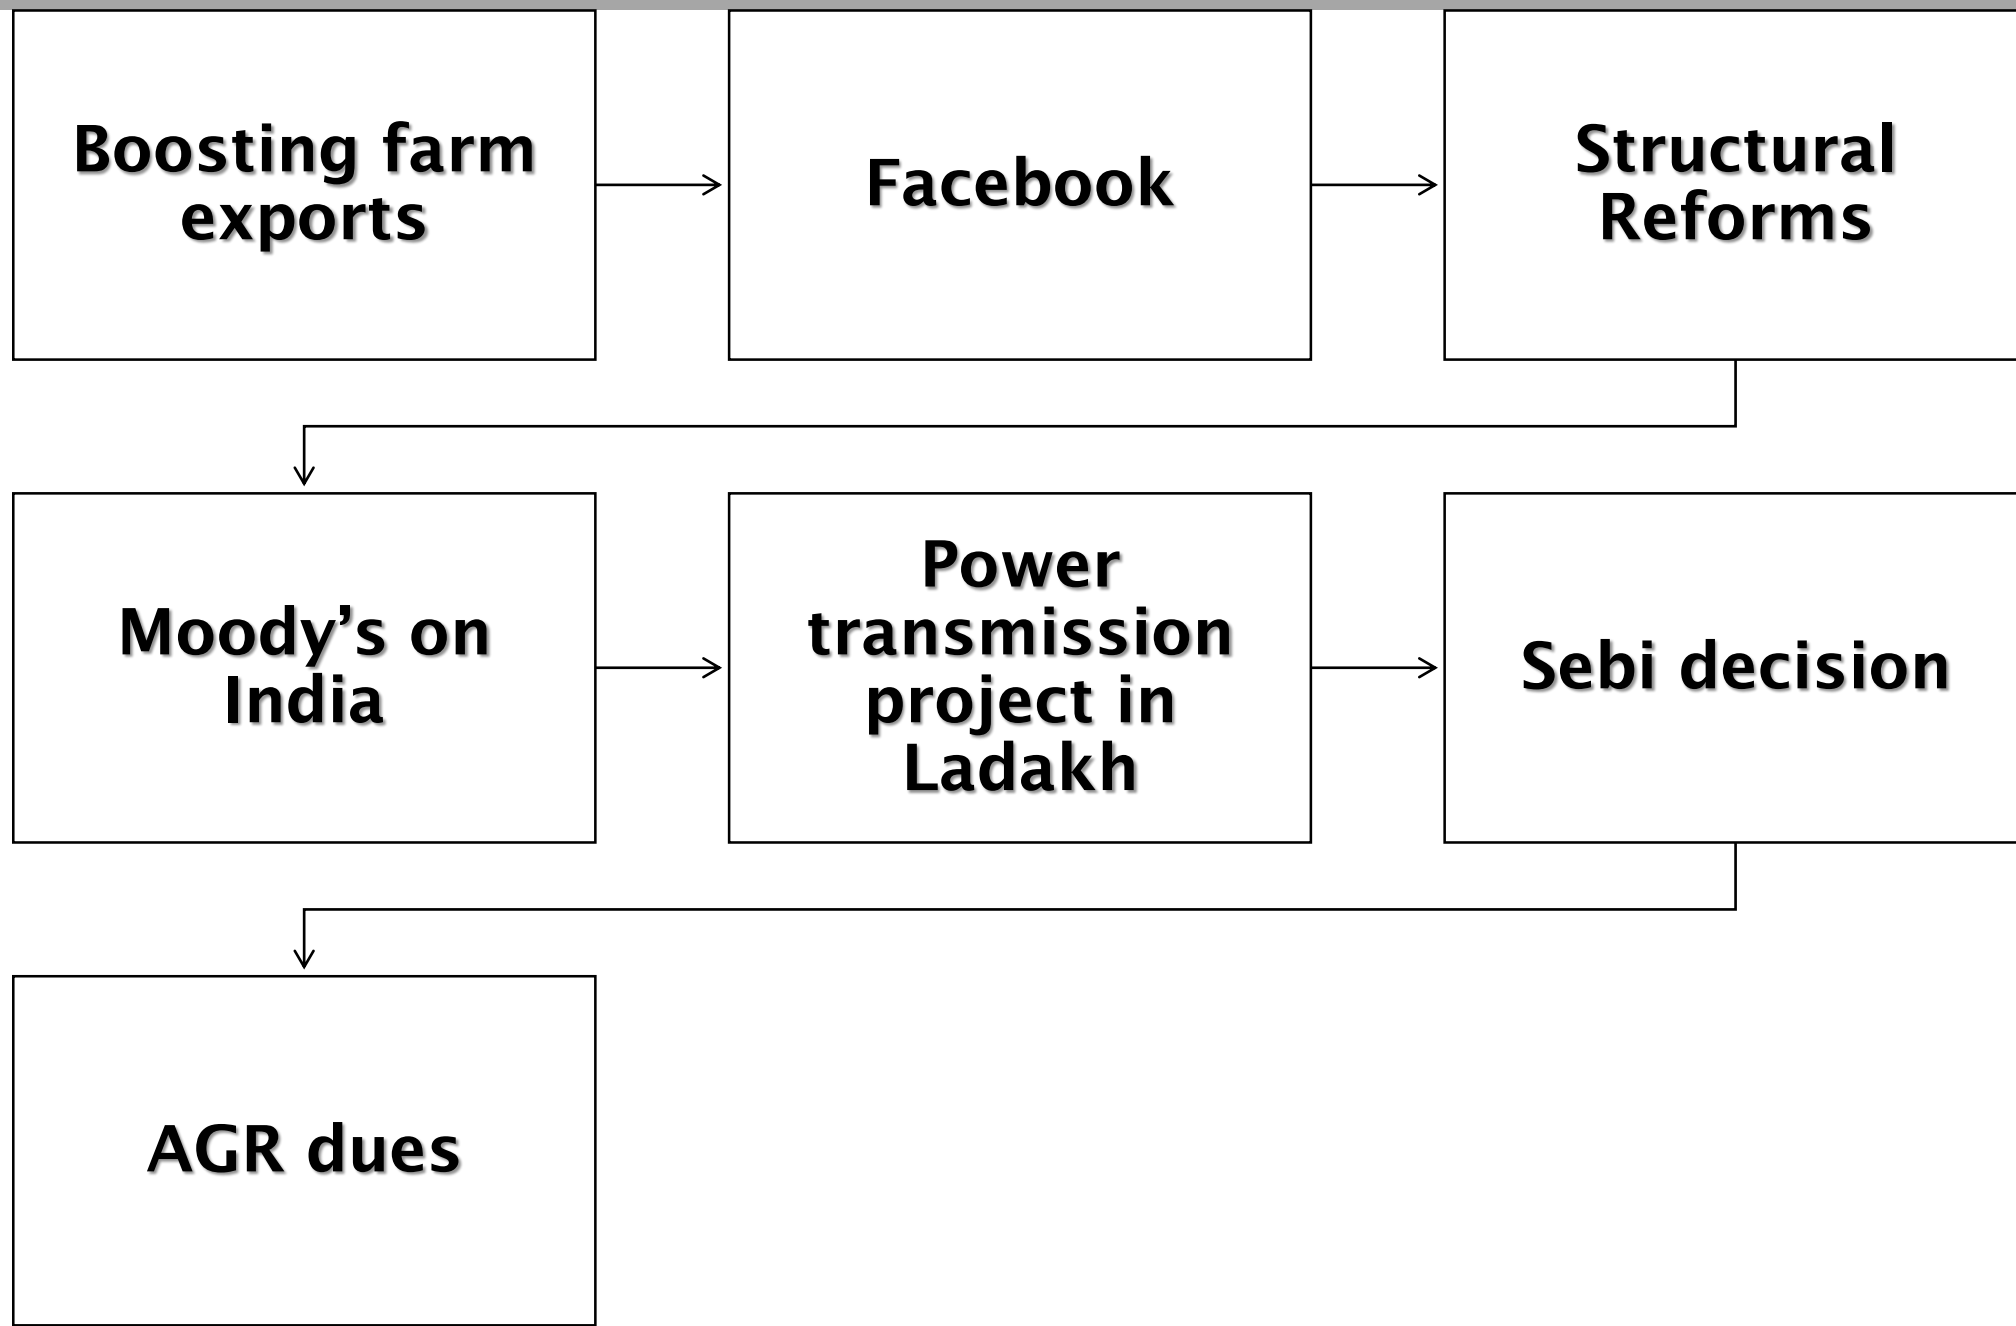 Boosting farm
exports
Facebook
Structural
Reforms
Moody’s on
India
Power
transmission
project in
Ladakh
Sebi decision
AGR dues